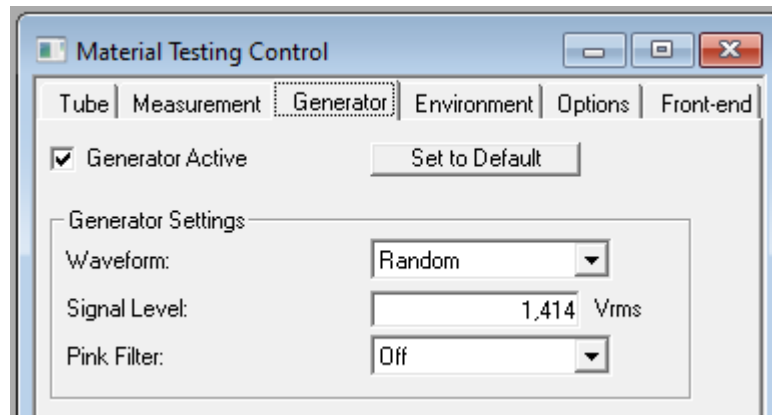 Material Testing Control
Tube Measurement Generator Environment Options Front-end
Generator Active Set to Default
Generator Settings
Waveform: Random
Signal Level: 1,414 Vrms
Pink Filter: Off